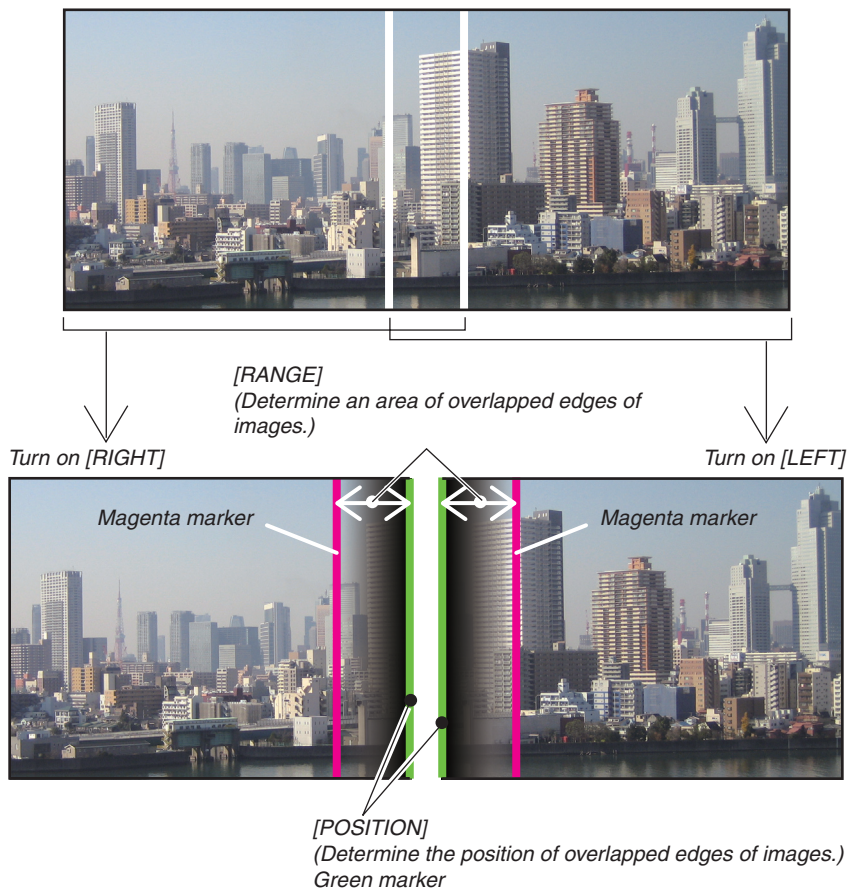 [RANGE]
(Determine an area of overlapped edges of
images.)
Turn on [RIGHT]
Turn on [LEFT]
Magenta marker
Magenta marker
[POSITION]
(Determine the position of overlapped edges of images.)
Green marker